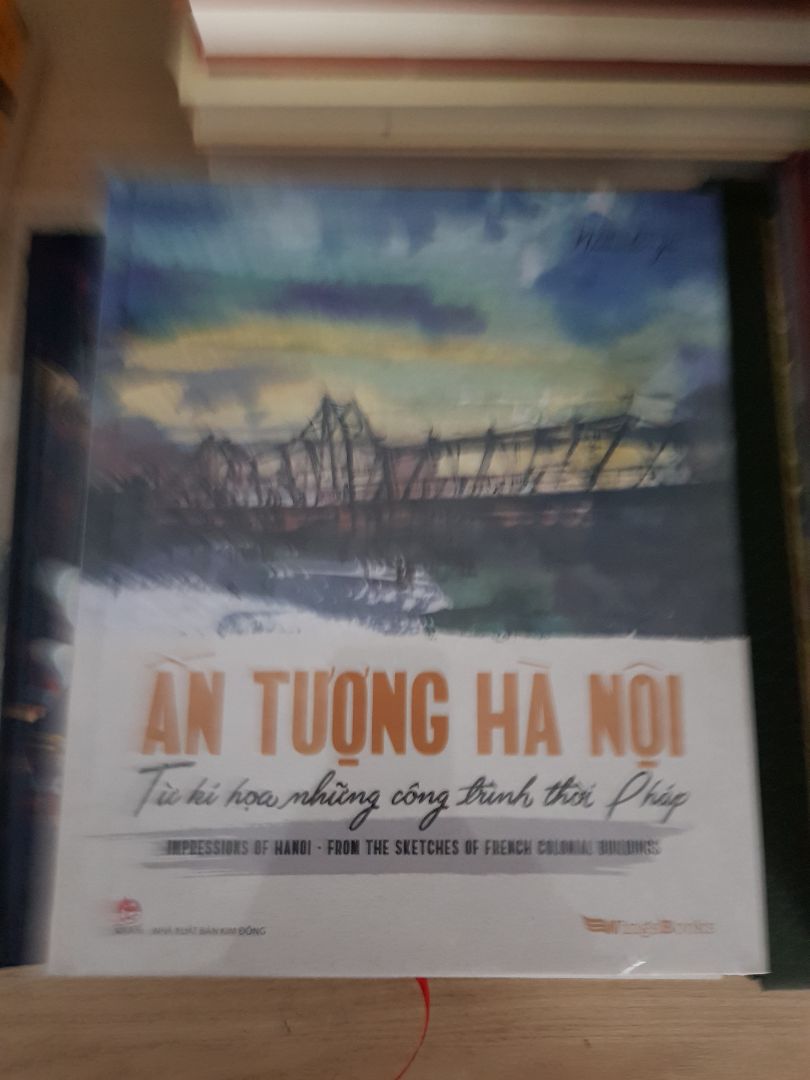 ẤN TƯỢNG HÀ NỘI
Từ kí họa những công trình thời Pháp
IMPRESSIONS OF HANOI - FROM THE SKETCHES OF FRENCH COLONIAL BUILDINGS
NHÀ XUẤT BẢN KIM ĐỒNG
WingsBooks